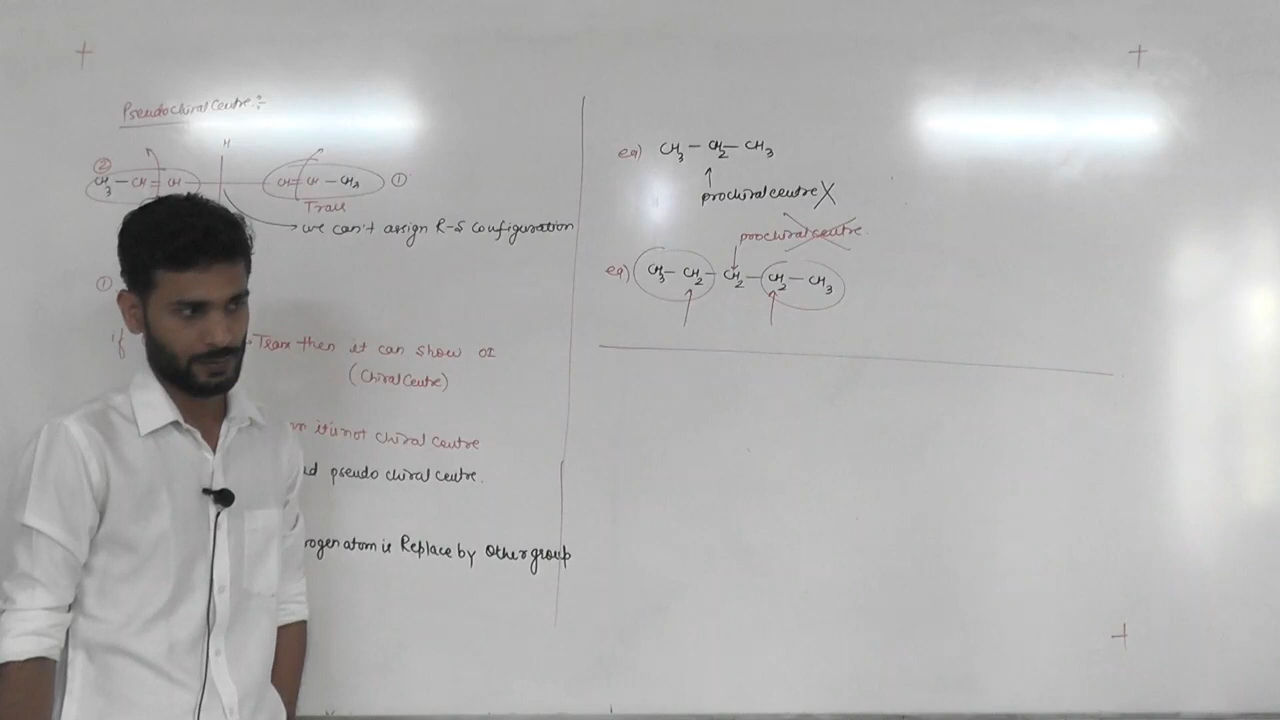 Pseudochiral Centre :-
H
② CH3 — CH = CH — CH = CH — CH3 ①
Trans
→ we can't assign R-S Configuration
①
if Trans then it can show OI
(Chiral Centre)
it is not chiral centre
pseudo chiral centre.
rogen atom is Replace by Other group
eg) CH3 — CH2 — CH3
↑
prochiral centre X
prochiral centre.
eg) CH3 — CH2 — CH2 — CH2 — CH3